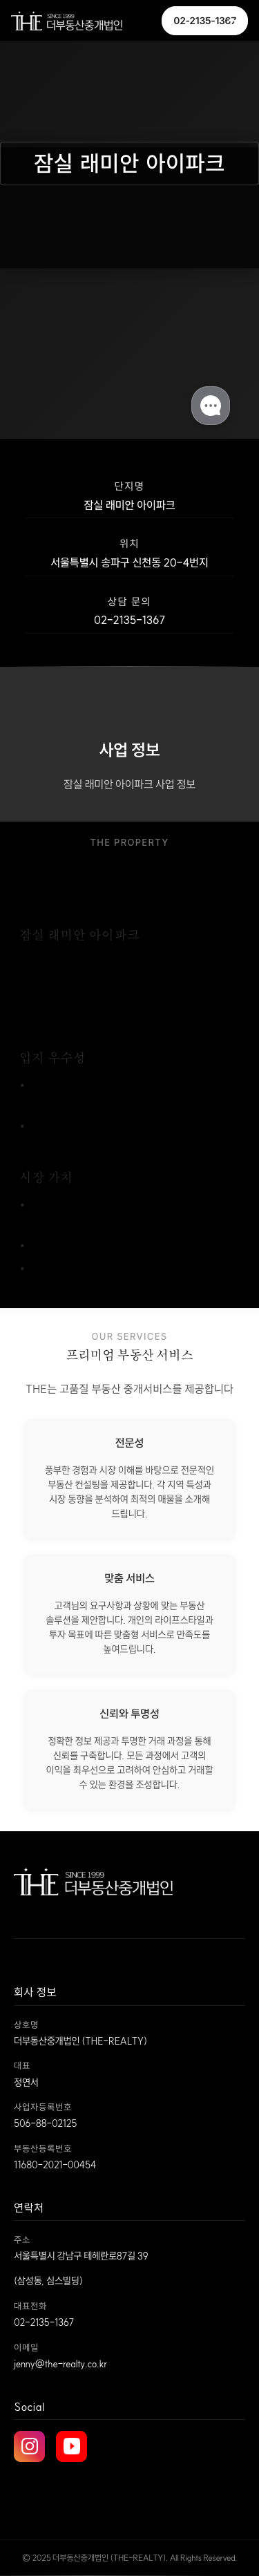 SINCE 1999
THE 더부동산중개법인
02-2135-1367
잠실 래미안 아이파크
단지명
잠실 래미안 아이파크
위치
서울특별시 송파구 신천동 20-4번지
상담 문의
02-2135-1367
사업 정보
잠실 래미안 아이파크 사업 정보
THE PROPERTY
잠실 래미안 아이파크
입지 우수성
시장 가치
OUR SERVICES
프리미엄 부동산 서비스
THE는 고품질 부동산 중개서비스를 제공합니다
전문성
풍부한 경험과 시장 이해를 바탕으로 전문적인
부동산 컨설팅을 제공합니다. 각 지역 특성과
시장 동향을 분석하여 최적의 매물을 소개해
드립니다.
맞춤 서비스
고객님의 요구사항과 상황에 맞는 부동산
솔루션을 제안합니다. 개인의 라이프스타일과
투자 목표에 따른 맞춤형 서비스로 만족도를
높여드립니다.
신뢰와 투명성
정확한 정보 제공과 투명한 거래 과정을 통해
신뢰를 구축합니다. 모든 과정에서 고객의
이익을 최우선으로 고려하여 안심하고 거래할
수 있는 환경을 조성합니다.
SINCE 1999
THE 더부동산중개법인
회사 정보
상호명
더부동산중개법인 (THE-REALTY)
대표
정연서
사업자등록번호
506-88-02125
부동산등록번호
11680-2021-00454
연락처
주소
서울특별시 강남구 테헤란로87길 39
(삼성동, 심스빌딩)
대표전화
02-2135-1367
이메일
jenny@the-realty.co.kr
Social
© 2025 더부동산중개법인 (THE-REALTY). All Rights Reserved.